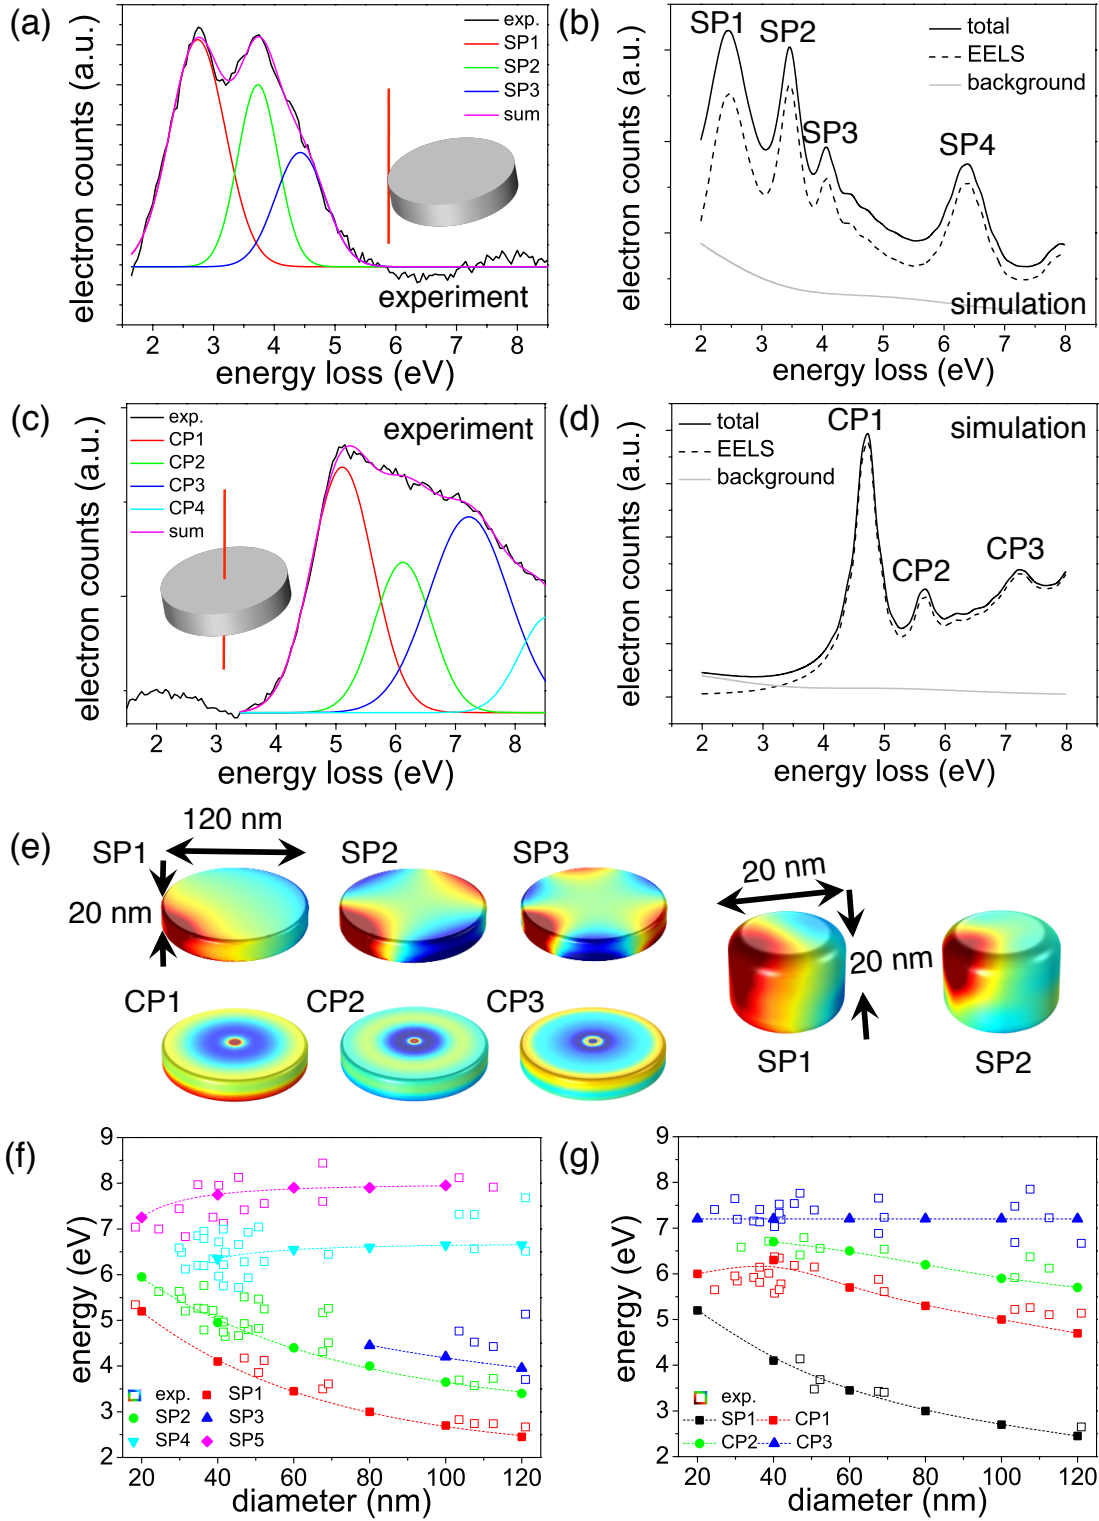 (a)
electron counts (a.u.)
exp.
SP1
SP2
SP3
sum
experiment
2 3 4 5 6 7 8
energy loss (eV)
(b)
electron counts (a.u.)
SP1
SP2
SP3
SP4
total
EELS
background
simulation
2 3 4 5 6 7 8
energy loss (eV)
(c)
electron counts (a.u.)
exp.
CP1
CP2
CP3
CP4
sum
experiment
2 3 4 5 6 7 8
energy loss (eV)
(d)
electron counts (a.u.)
total
EELS
background
CP1
CP2
CP3
simulation
2 3 4 5 6 7 8
energy loss (eV)
(e)
120 nm
SP1
SP2
SP3
20 nm
CP1
CP2
CP3
20 nm
20 nm
SP1
SP2
(f)
energy (eV)
9
8
7
6
5
4
3
2
exp.
SP1
SP2
SP3
SP4
SP5
20 40 60 80 100 120
diameter (nm)
(g)
energy (eV)
9
8
7
6
5
4
3
2
exp.
SP1
CP1
CP2
CP3
20 40 60 80 100 120
diameter (nm)